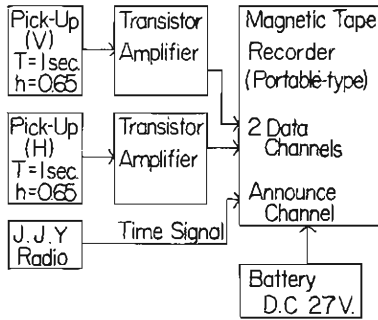 Pick-Up
(V)
T=1sec.
h=0.65
Transistor
Amplifier
Magnetic Tape
Recorder
(Portable-type)
2 Data
Channels
Announce
Channel
Pick-Up
(H)
T=1sec.
h=0.65
Transistor
Amplifier
J.J.Y
Radio
Time Signal
Battery
D.C 27V.